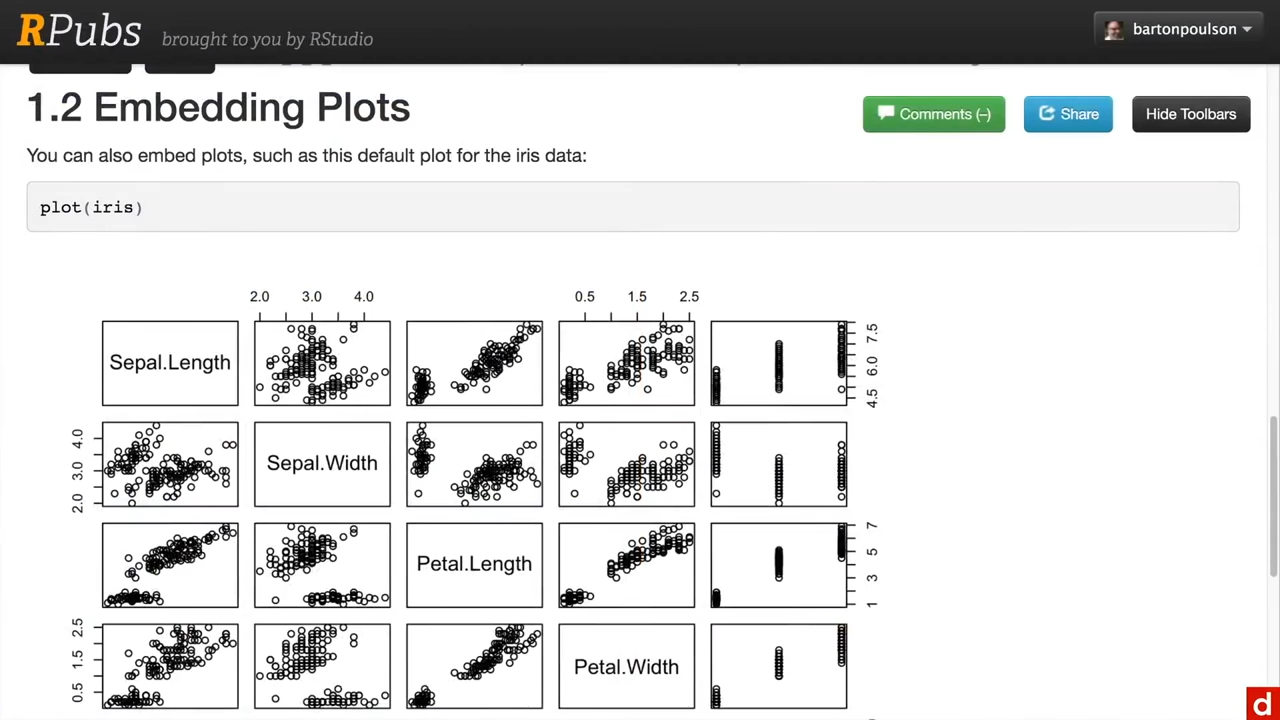 RPubs brought to you by RStudio
bartonpoulson
1.2 Embedding Plots
Comments (–)
Share
Hide Toolbars
You can also embed plots, such as this default plot for the iris data:
plot(iris)
2.0 3.0 4.0
0.5 1.5 2.5
Sepal.Length
4.5 6.0 7.5
2.0 3.0 4.0
Sepal.Width
Petal.Length
1 3 5 7
0.5 1.5 2.5
Petal.Width
d